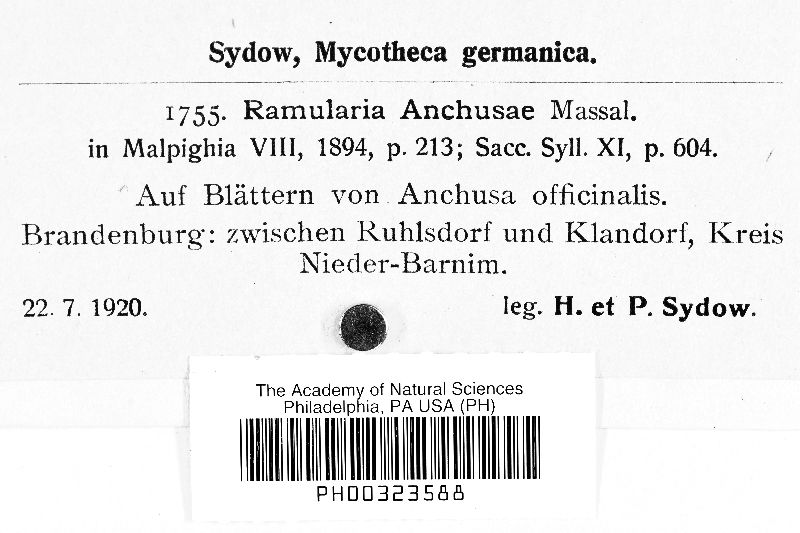 Sydow, Mycotheca germanica.
1755. Ramularia Anchusae Massal.
in Malpighia VIII, 1894, p. 213; Sacc. Syll. XI, p. 604.
Auf Blättern von Anchusa officinalis.
Brandenburg: zwischen Ruhlsdorf und Klandorf, Kreis
Nieder-Barnim.
22. 7. 1920. leg. H. et P. Sydow.
The Academy of Natural Sciences
Philadelphia, PA USA (PH)
PH00323588